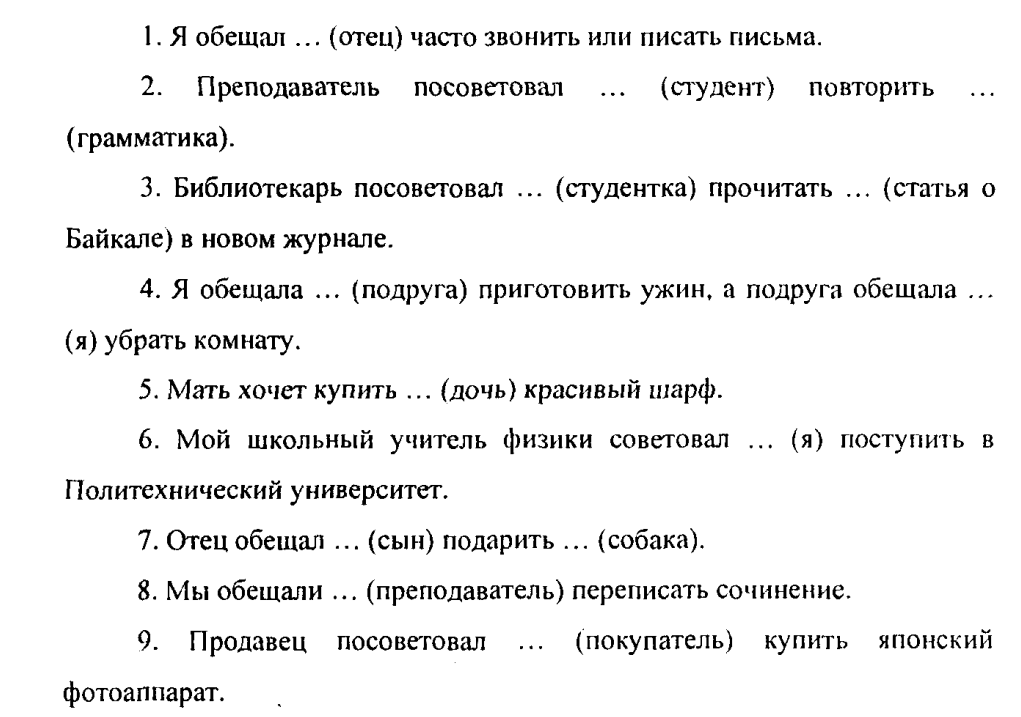 1. Я обещал ... (отец) часто звонить или писать письма.
2. Преподаватель посоветовал ... (студент) повторить ...
(грамматика).
3. Библиотекарь посоветовал ... (студентка) прочитать ... (статья о
Байкале) в новом журнале.
4. Я обещала ... (подруга) приготовить ужин, а подруга обещала ...
(я) убрать комнату.
5. Мать хочет купить ... (дочь) красивый шарф.
6. Мой школьный учитель физики советовал ... (я) поступить в
Политехнический университет.
7. Отец обещал ... (сын) подарить ... (собака).
8. Мы обещали ... (преподаватель) переписать сочинение.
9. Продавец посоветовал ... (покупатель) купить японский
фотоаппарат.